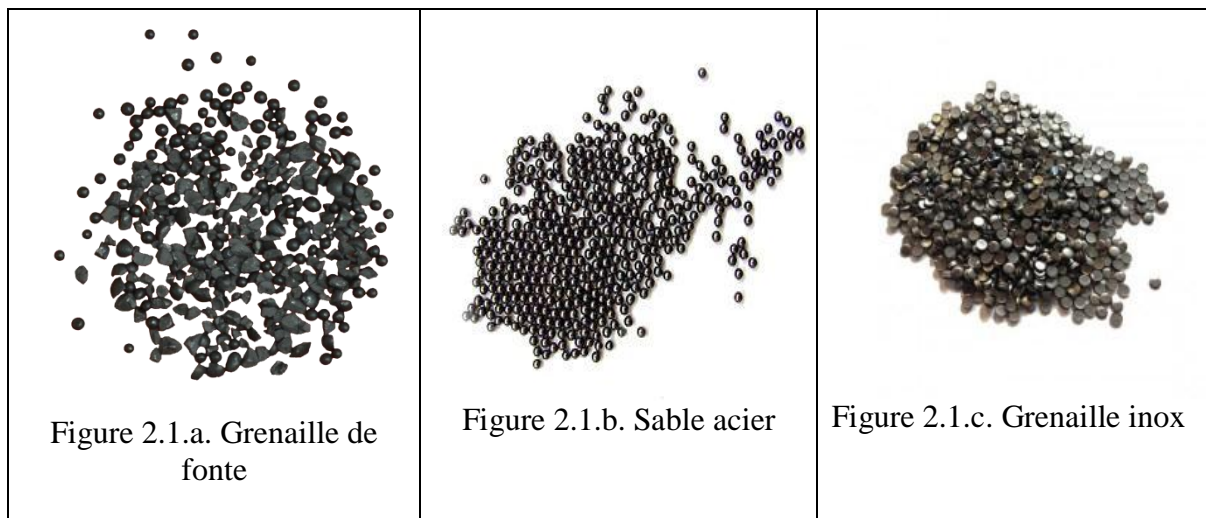 Figure 2.1.a. Grenaille de
fonte
Figure 2.1.b. Sable acier
Figure 2.1.c. Grenaille inox